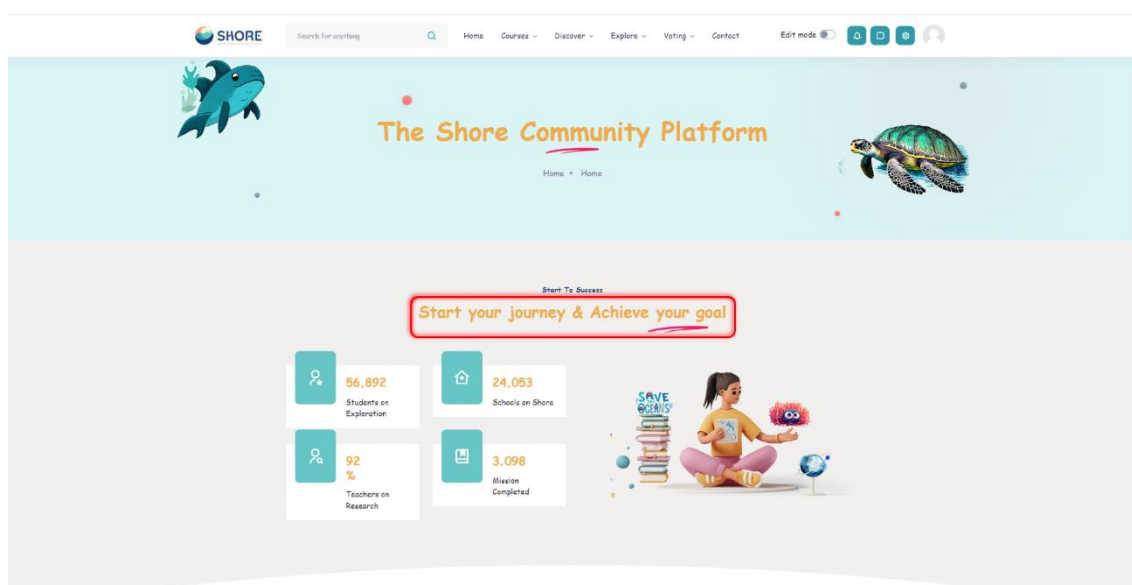 SHORE
Search for anything
Home Courses Discover Explore Voting Contact
Edit mode
The Shore Community Platform
Home • Home
Start To Success
Start your journey & Achieve your goal
56,892
Students on
Exploration
24,053
Schools on Shore
92
%
Teachers on
Research
3,098
Mission
Completed
SAVE
OCEANS